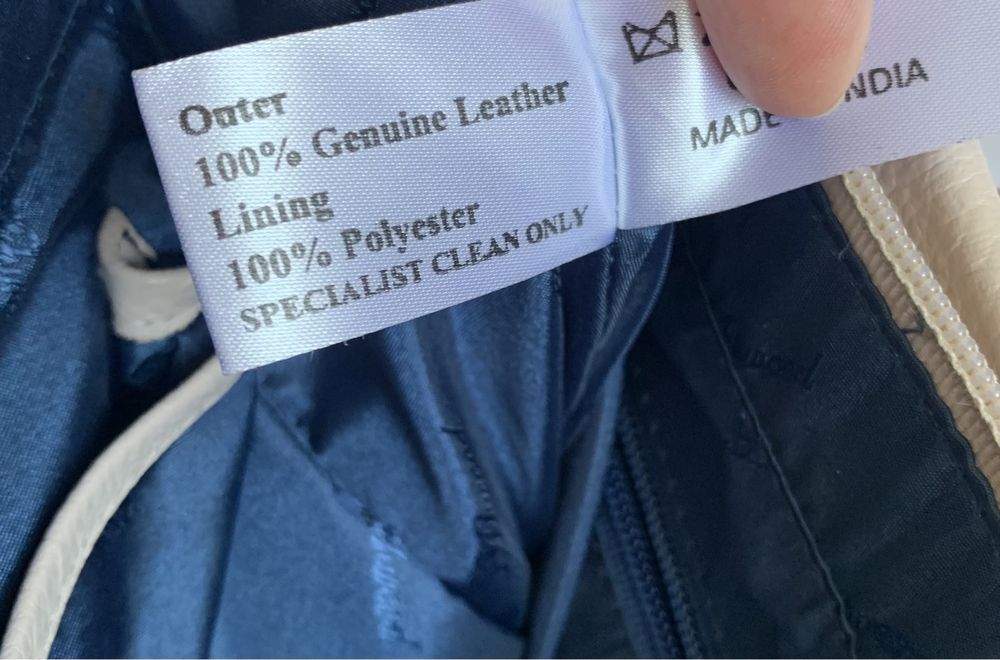 Outer
100% Genuine Leather
Lining
100% Polyester
SPECIALIST CLEAN ONLY
MADE NDIA